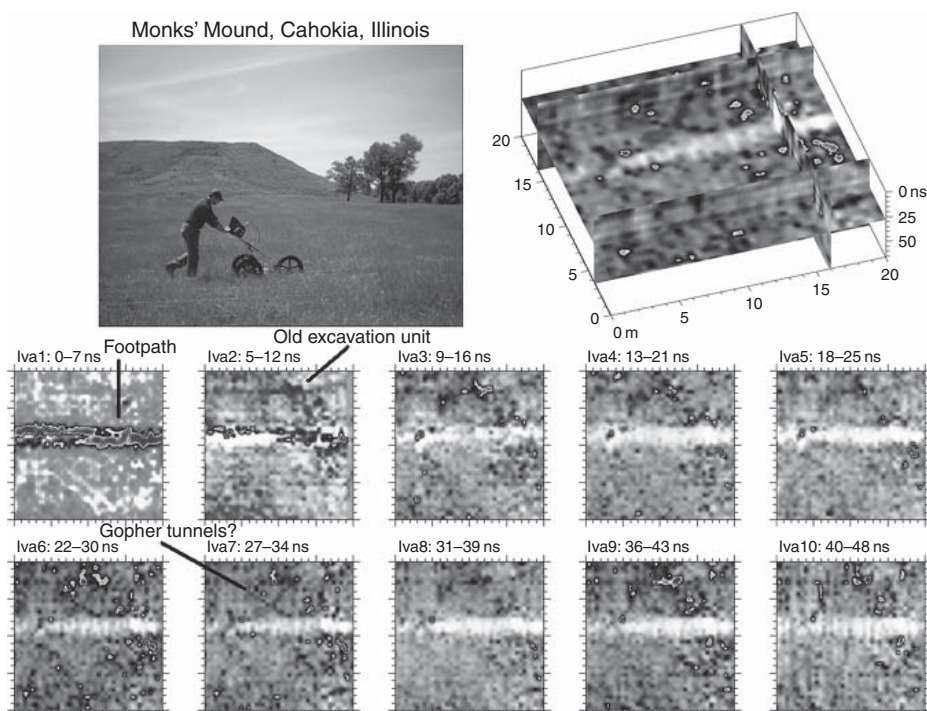 Monks’ Mound, Cahokia, Illinois
20
15
10
5
0
0 m
5
10
15
20
0 ns
25
50
Footpath
Old excavation unit
Iva1: 0–7 ns
Iva2: 5–12 ns
Iva3: 9–16 ns
Iva4: 13–21 ns
Iva5: 18–25 ns
Gopher tunnels?
Iva6: 22–30 ns
Iva7: 27–34 ns
Iva8: 31–39 ns
Iva9: 36–43 ns
Iva10: 40–48 ns